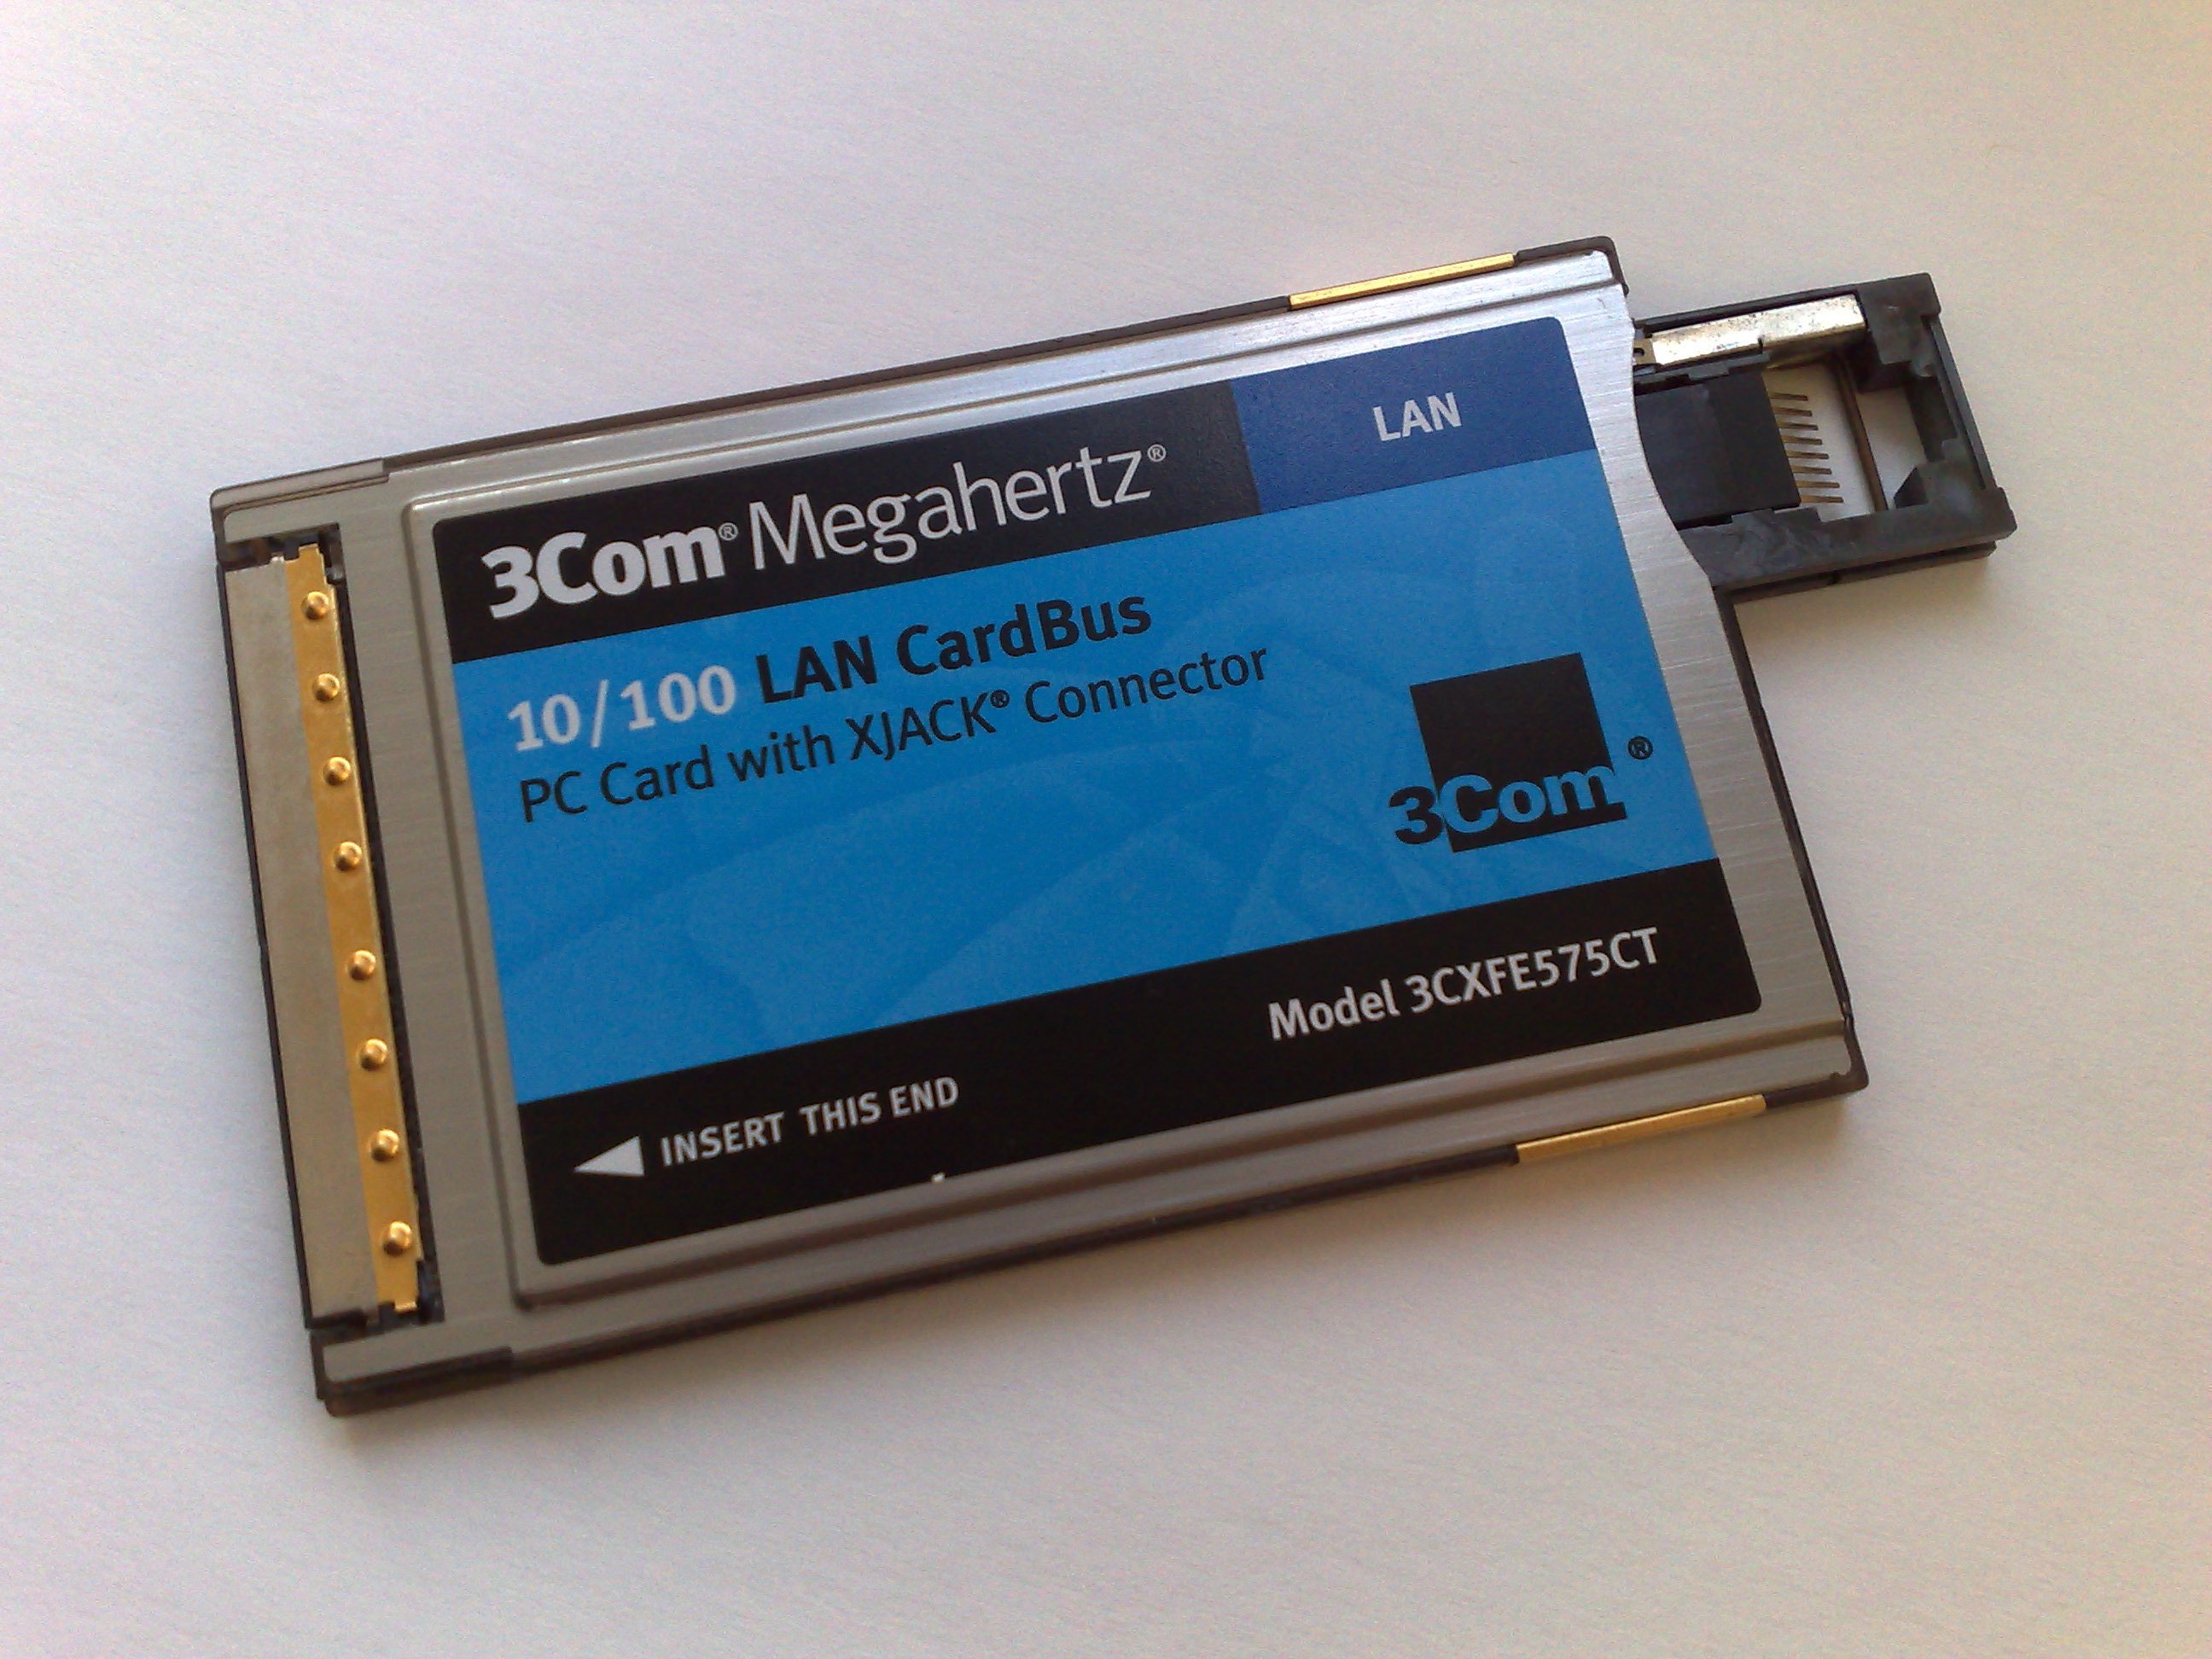 3Com® Megahertz®
LAN
10/100 LAN CardBus
PC Card with XJACK® Connector
3Com®
Model 3CXFE575CT
INSERT THIS END